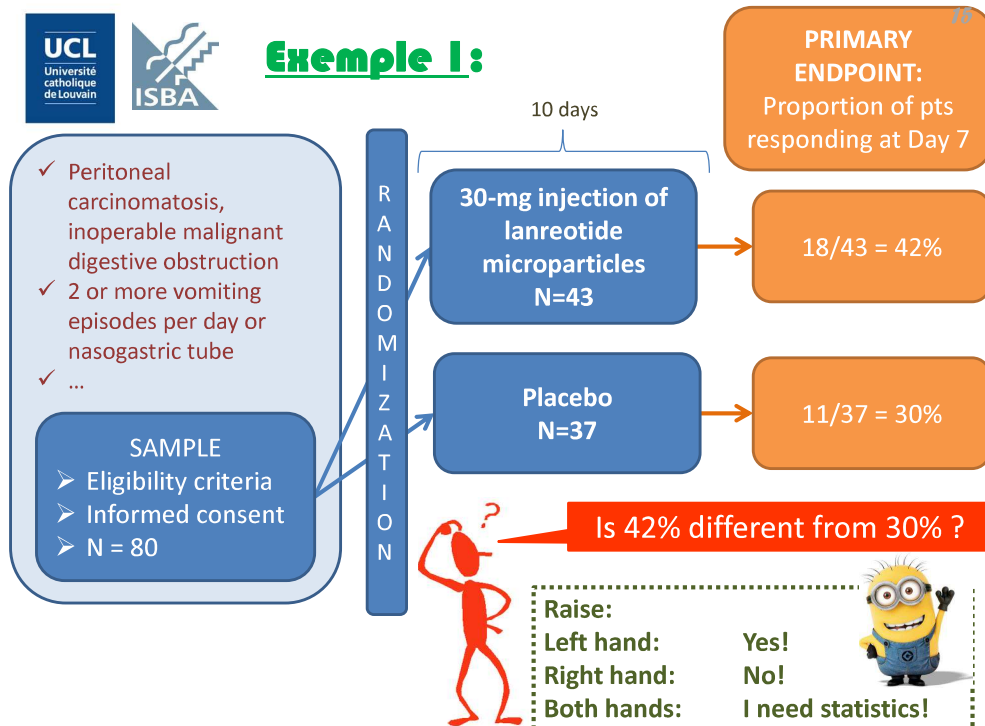 UCL
Université
catholique
de Louvain
ISBA
Exemple 1:
10 days
PRIMARY
ENDPOINT:
Proportion of pts
responding at Day 7
✓ Peritoneal
carcinomatosis,
inoperable malignant
digestive obstruction
✓ 2 or more vomiting
episodes per day or
nasogastric tube
✓ ...
SAMPLE
➢ Eligibility criteria
➢ Informed consent
➢ N = 80
RANDOMIZATION
30-mg injection of
lanreotide
microparticles
N=43
18/43 = 42%
Placebo
N=37
11/37 = 30%
?
Is 42% different from 30% ?
Raise:
Left hand: Yes!
Right hand: No!
Both hands: I need statistics!